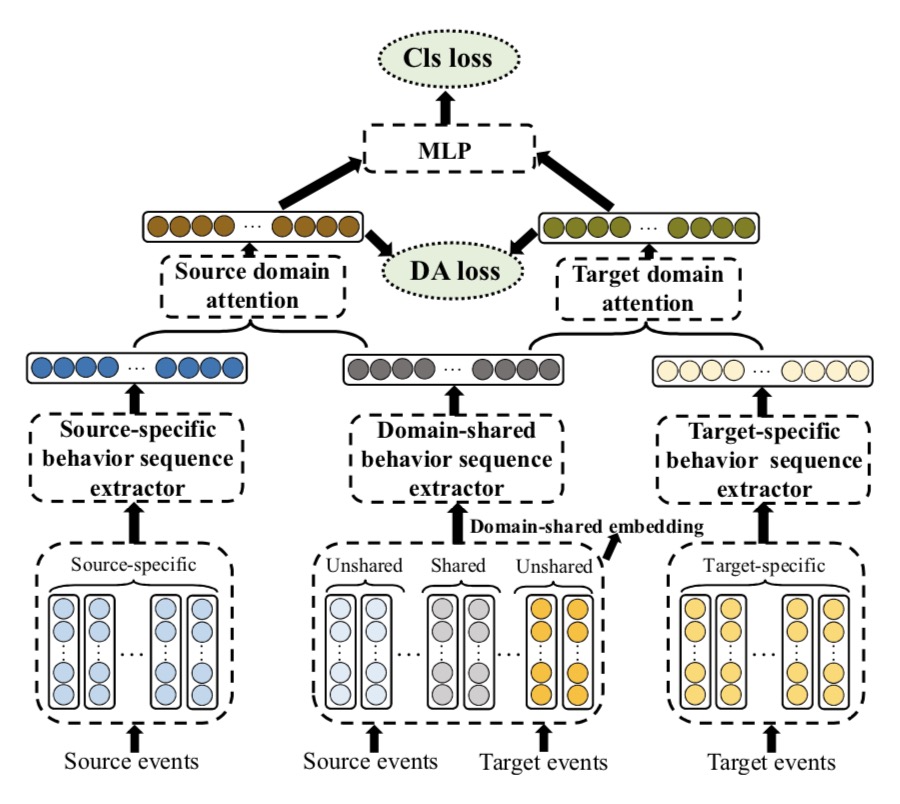 Cls loss
MLP
Source domain
attention
DA loss
Target domain
attention
Source-specific
behavior sequence
extractor
Domain-shared
behavior sequence
extractor
Target-specific
behavior sequence
extractor
Domain-shared embedding
Source-specific
Unshared
Shared
Unshared
Target-specific
Source events
Source events
Target events
Target events